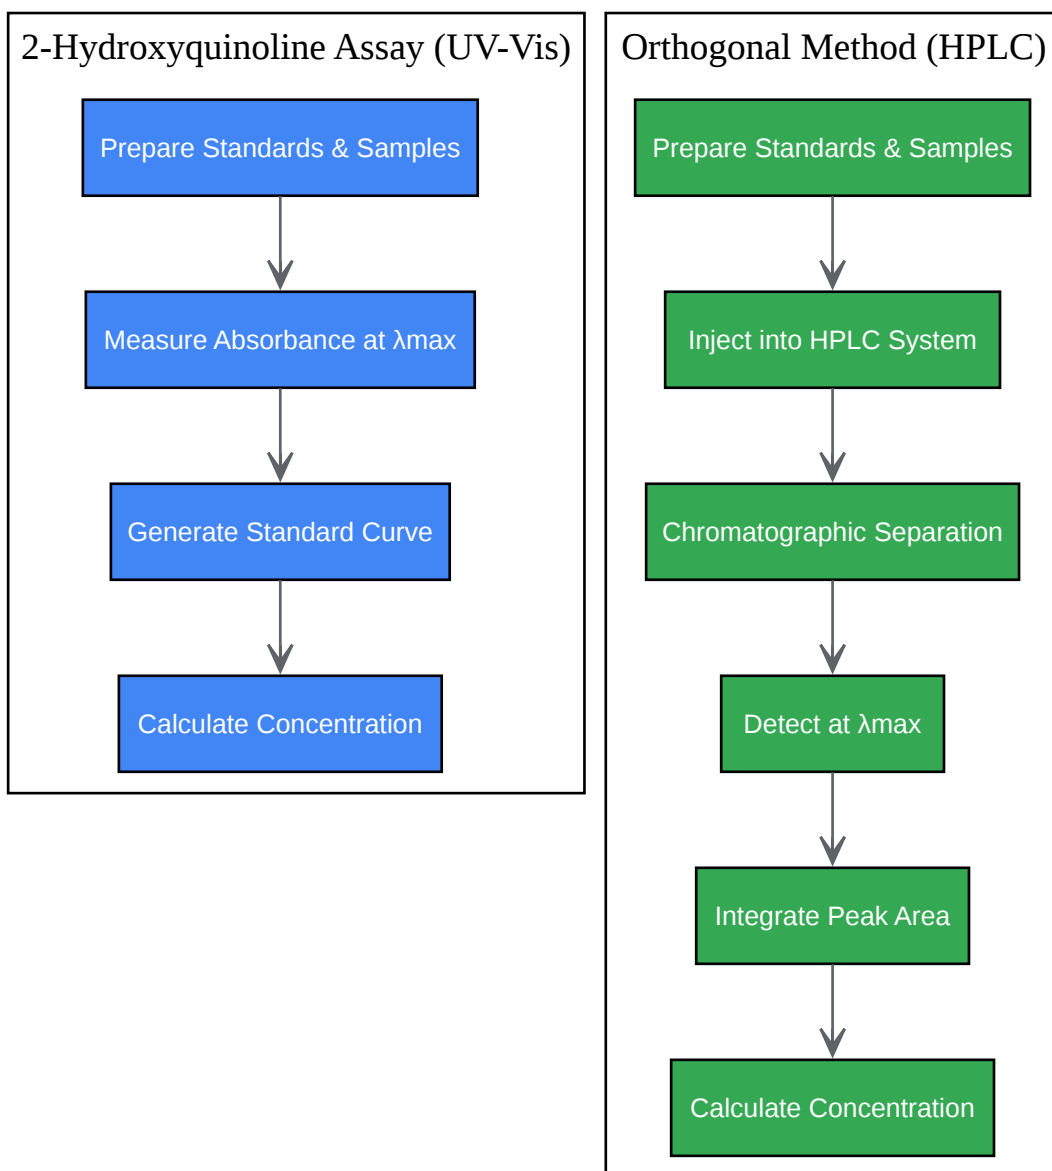 2-Hydroxyquinoline Assay (UV-Vis)
Prepare Standards & Samples
Measure Absorbance at λmax
Generate Standard Curve
Calculate Concentration
Orthogonal Method (HPLC)
Prepare Standards & Samples
Inject into HPLC System
Chromatographic Separation
Detect at λmax
Integrate Peak Area
Calculate Concentration